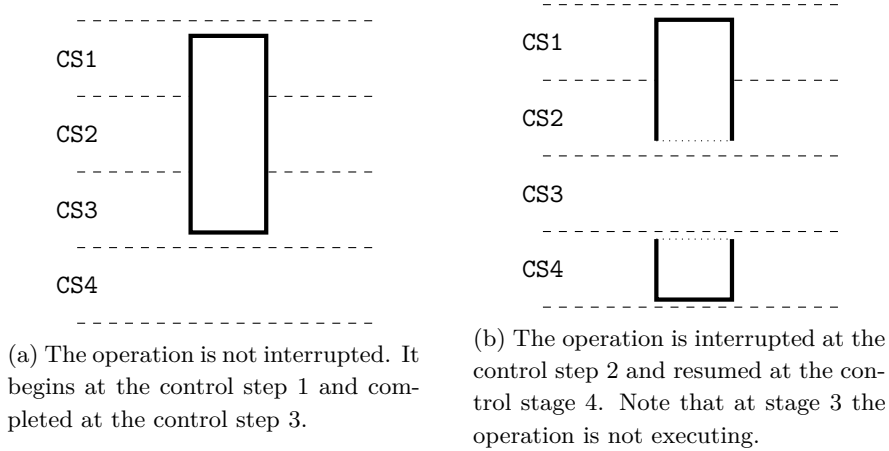 CS1
CS2
CS3
CS4
(a) The operation is not interrupted. It
begins at the control step 1 and com-
pleted at the control step 3.
CS1
CS2
CS3
CS4
(b) The operation is interrupted at the
control step 2 and resumed at the con-
trol stage 4. Note that at stage 3 the
operation is not executing.